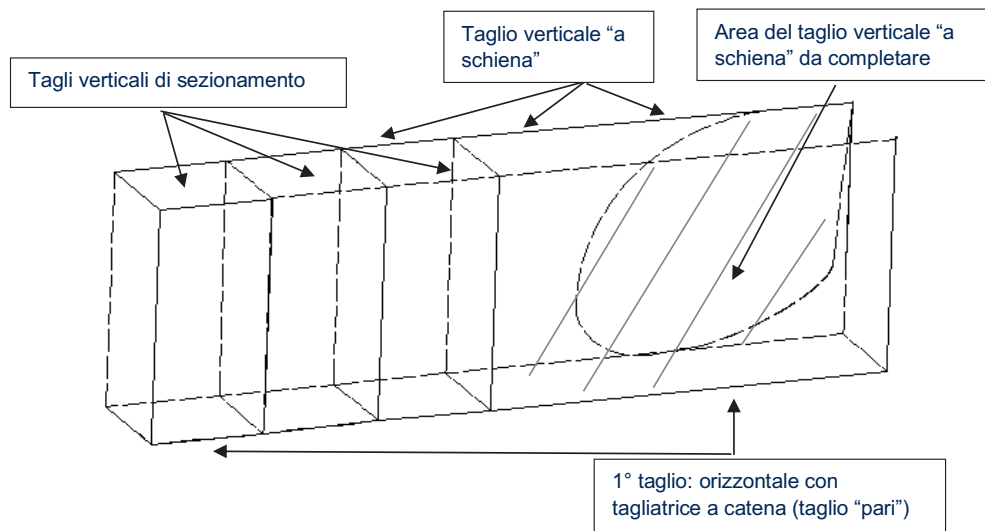 Taglio verticale “a
schiena”
Area del taglio verticale “a
schiena” da completare
Tagli verticali di sezionamento
1° taglio: orizzontale con
tagliatrice a catena (taglio “pari”)